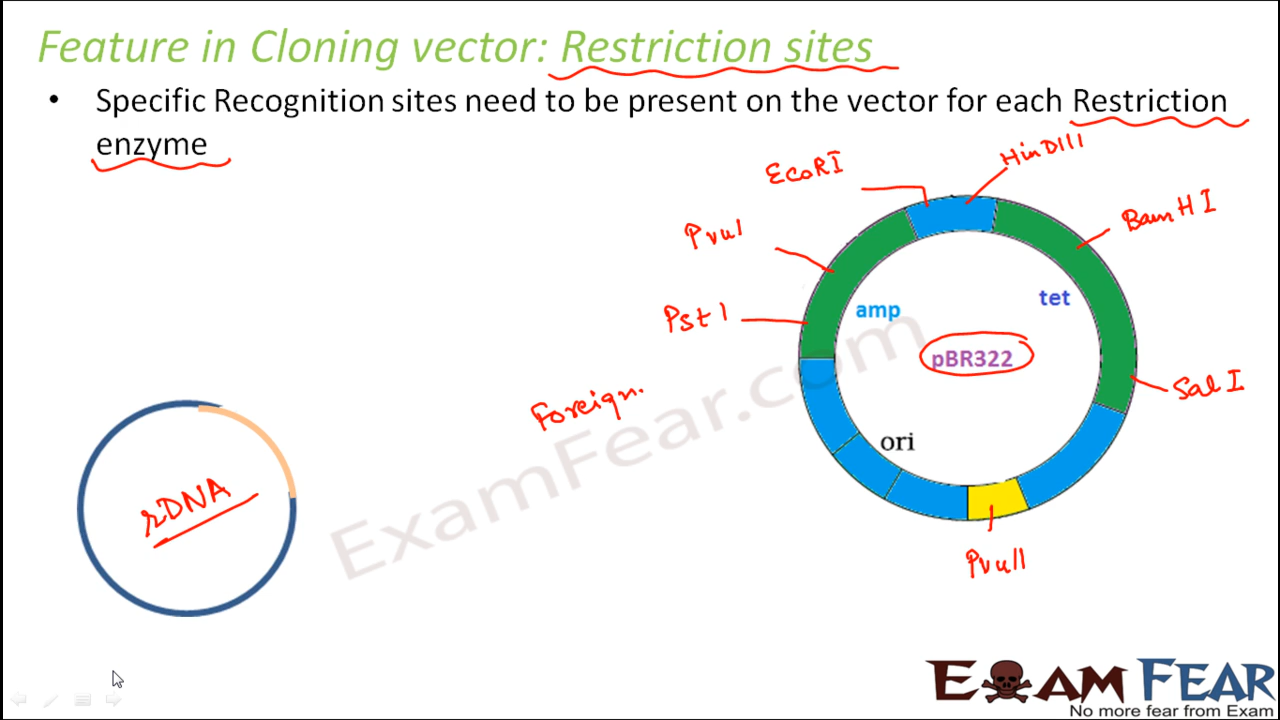 Feature in Cloning vector: Restriction sites
• Specific Recognition sites need to be present on the vector for each Restriction
enzyme
EcoRI
HinDIII
PvuI
BamHI
PstI
amp
tet
pBR322
SalI
Foreign.
ori
rDNA
PvuII
ExamFear.com
EXAM FEAR
No more fear from Exam